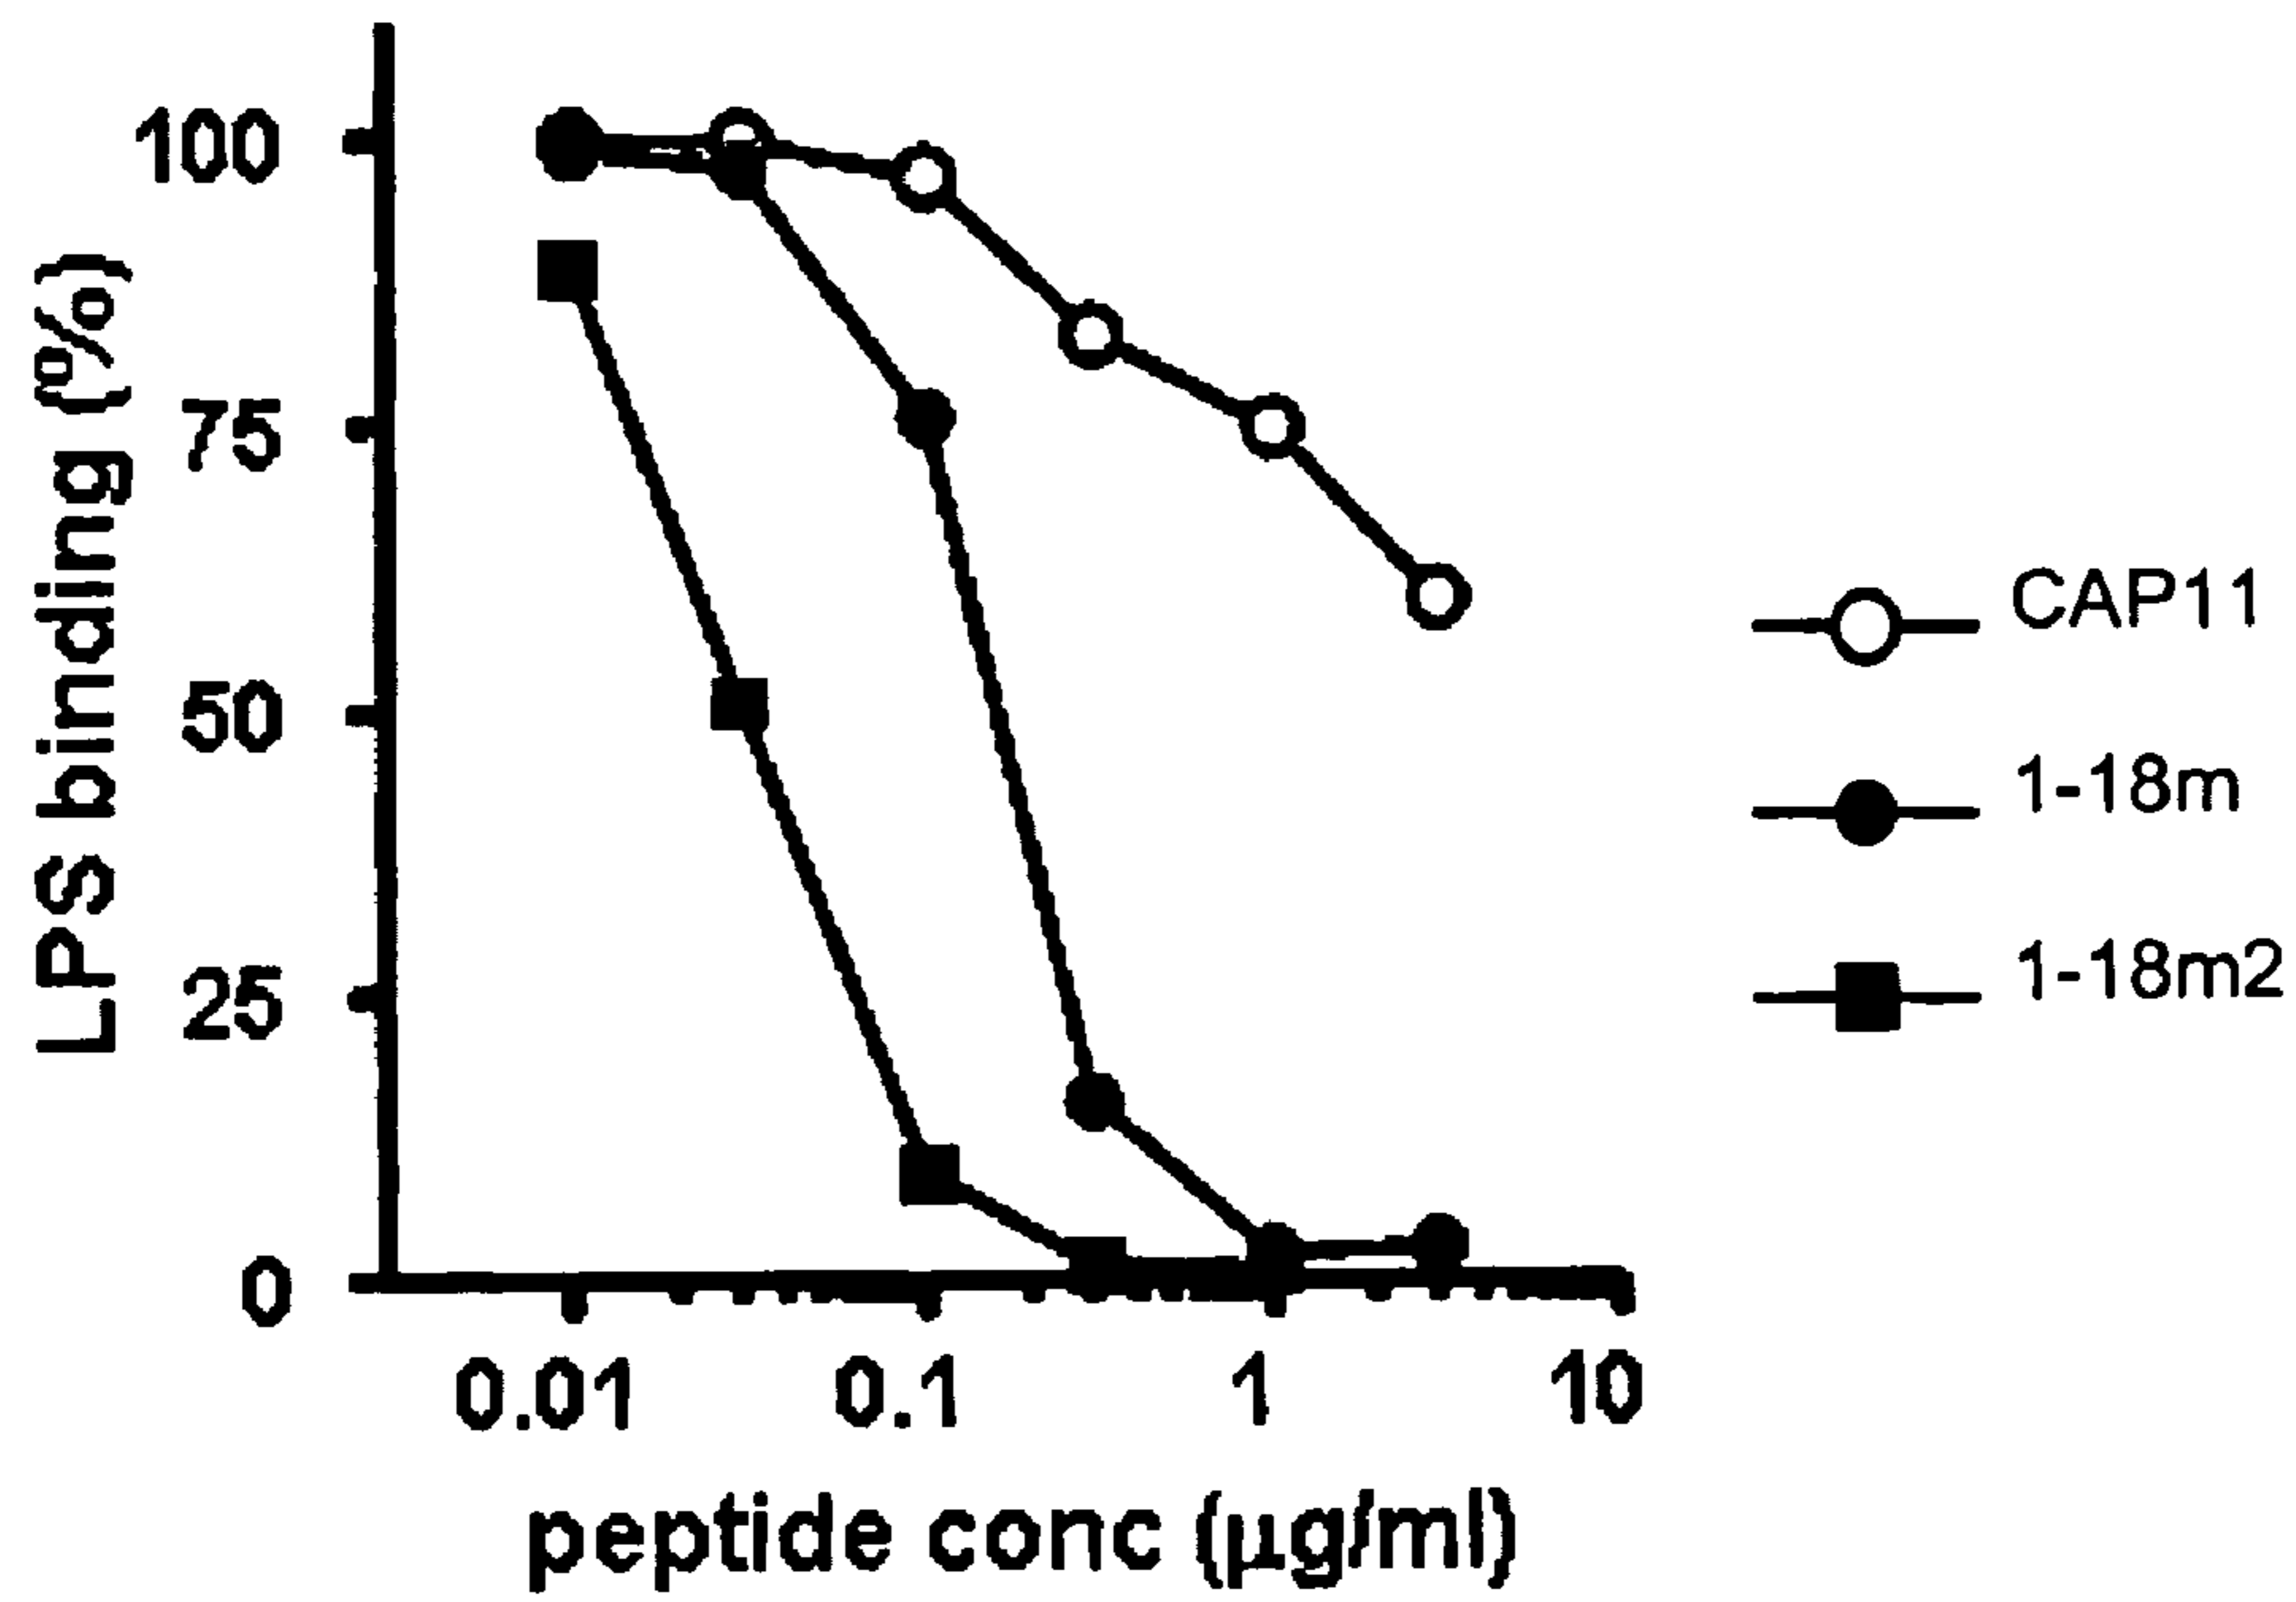 LPS binding (%)
100
75
50
25
0
0.01
0.1
1
10
peptide conc (µg/ml)
CAP11
1-18m
1-18m2